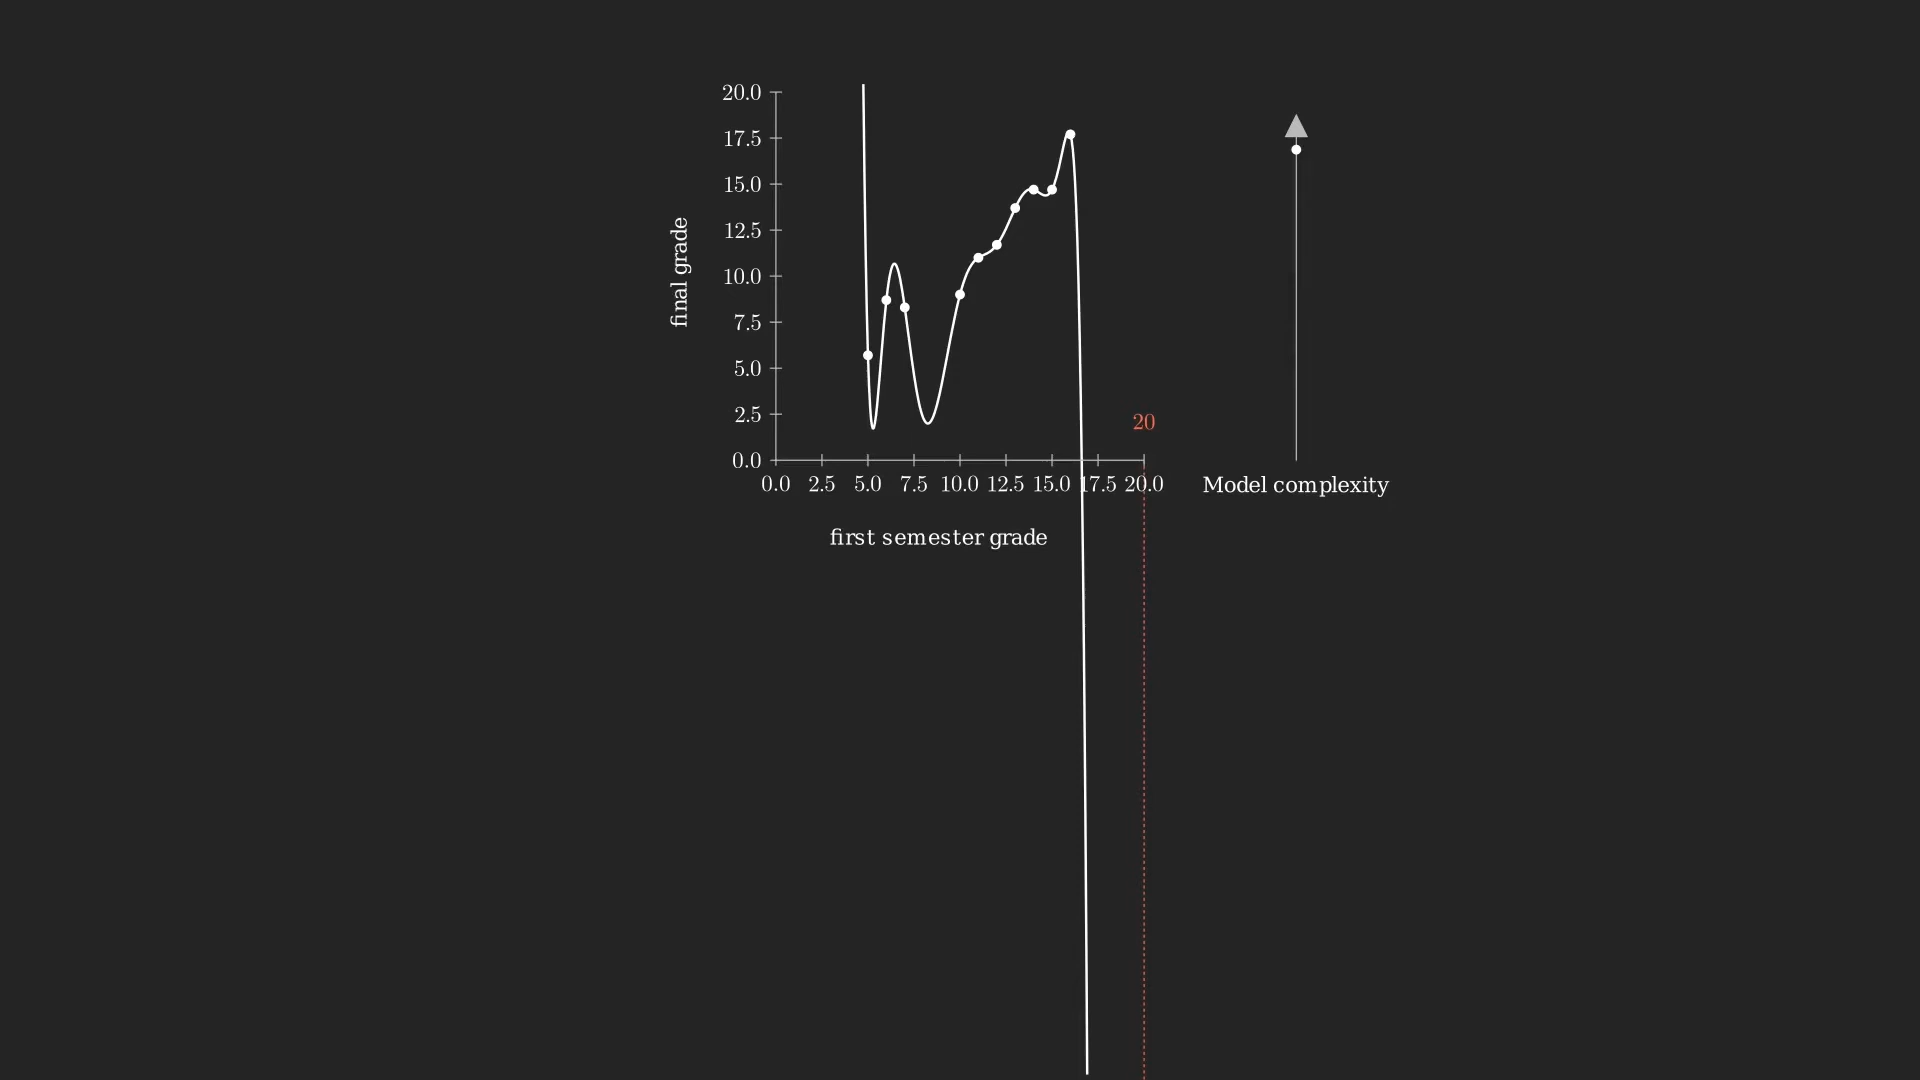 20.0
17.5
15.0
12.5
10.0
7.5
5.0
2.5
0.0
final grade
20
0.0 2.5 5.0 7.5 10.0 12.5 15.0 17.5 20.0
first semester grade
Model complexity